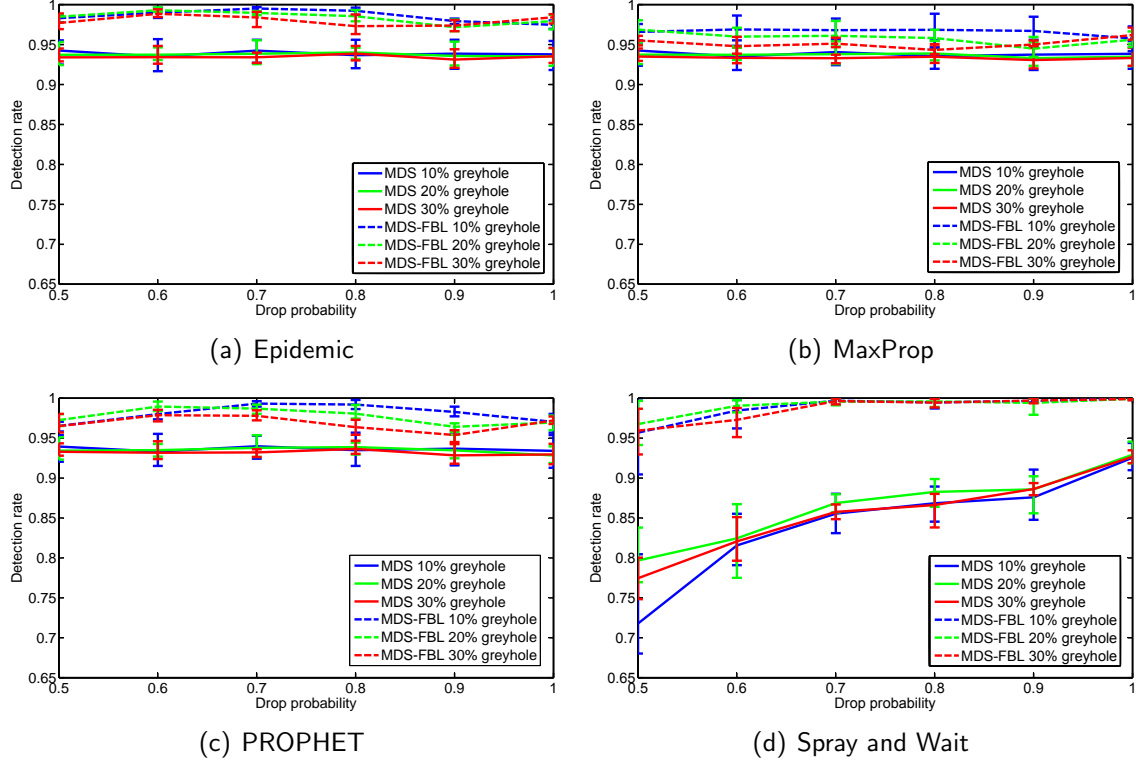 1
0.95
0.9
0.85
0.8
0.75
0.7
0.65
Detection rate
MDS 10% greyhole
MDS 20% greyhole
MDS 30% greyhole
MDS-FBL 10% greyhole
MDS-FBL 20% greyhole
MDS-FBL 30% greyhole
0.5 0.6 0.7 0.8 0.9 1
Drop probability
(a) Epidemic
1
0.95
0.9
0.85
0.8
0.75
0.7
0.65
Detection rate
MDS 10% greyhole
MDS 20% greyhole
MDS 30% greyhole
MDS-FBL 10% greyhole
MDS-FBL 20% greyhole
MDS-FBL 30% greyhole
0.5 0.6 0.7 0.8 0.9 1
Drop probability
(b) MaxProp
1
0.95
0.9
0.85
0.8
0.75
0.7
0.65
Detection rate
MDS 10% greyhole
MDS 20% greyhole
MDS 30% greyhole
MDS-FBL 10% greyhole
MDS-FBL 20% greyhole
MDS-FBL 30% greyhole
0.5 0.6 0.7 0.8 0.9 1
Drop probability
(c) PROPHET
1
0.95
0.9
0.85
0.8
0.75
0.7
0.65
Detection rate
MDS 10% greyhole
MDS 20% greyhole
MDS 30% greyhole
MDS-FBL 10% greyhole
MDS-FBL 20% greyhole
MDS-FBL 30% greyhole
0.5 0.6 0.7 0.8 0.9 1
Drop probability
(d) Spray and Wait